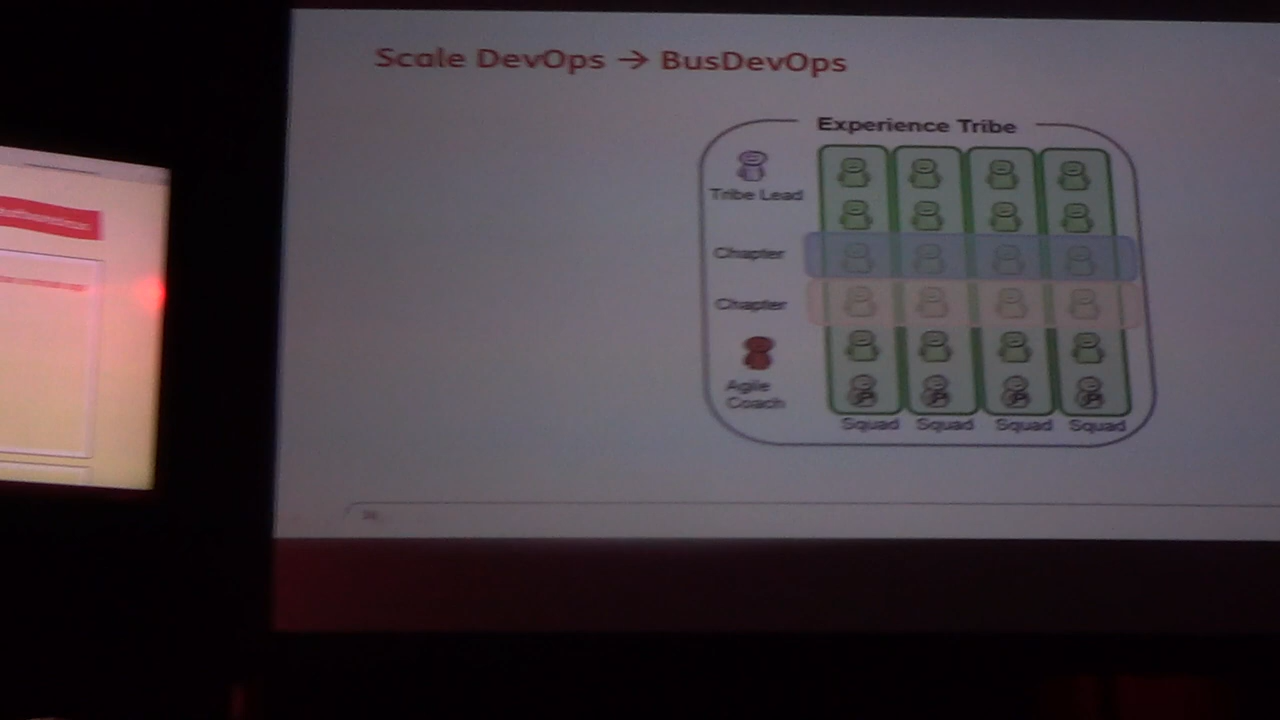 Scale DevOps → BusDevOps
Experience Tribe
Tribe Lead
Chapter
Chapter
Agile
Coach
P P P P
Squad Squad Squad Squad